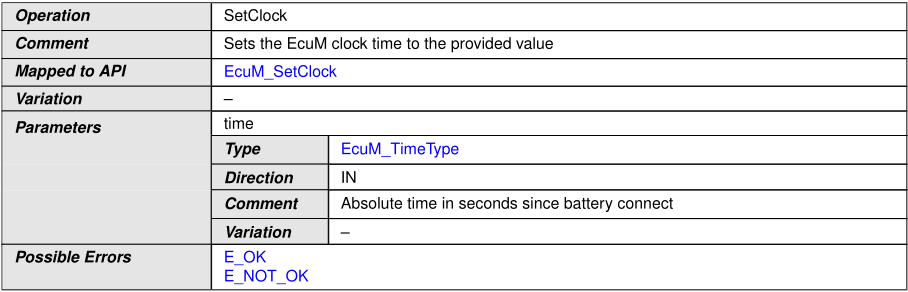 Operation SetClock
Comment Sets the EcuM clock time to the provided value
Mapped to API EcuM_SetClock
Variation –
Parameters time
Type EcuM_TimeType
Direction IN
Comment Absolute time in seconds since battery connect
Variation –
Possible Errors E_OK
E_NOT_OK